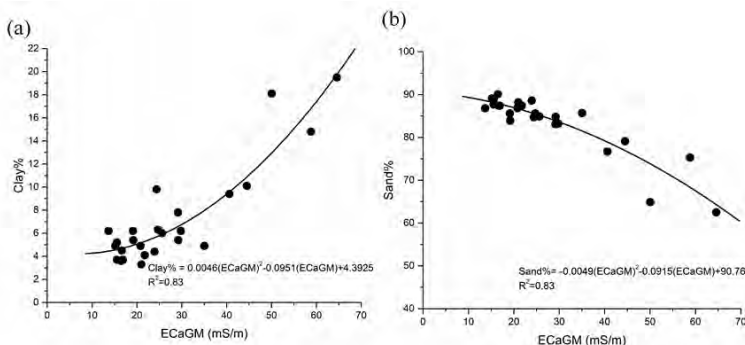 (a)
22
20
18
16
14
12
10
8
6
4
2
0
Clay%
Clay% = 0.0046(ECaGM)²-0.0951(ECaGM)+4.3925
R²=0.83
0 10 20 30 40 50 60 70
ECaGM (mS/m)
(b)
100
90
80
70
60
50
40
Sand%
Sand%= -0.0049(ECaGM)²-0.0915(ECaGM)+90.78
R²=0.83
0 10 20 30 40 50 60 70
ECaGM (mS/m)